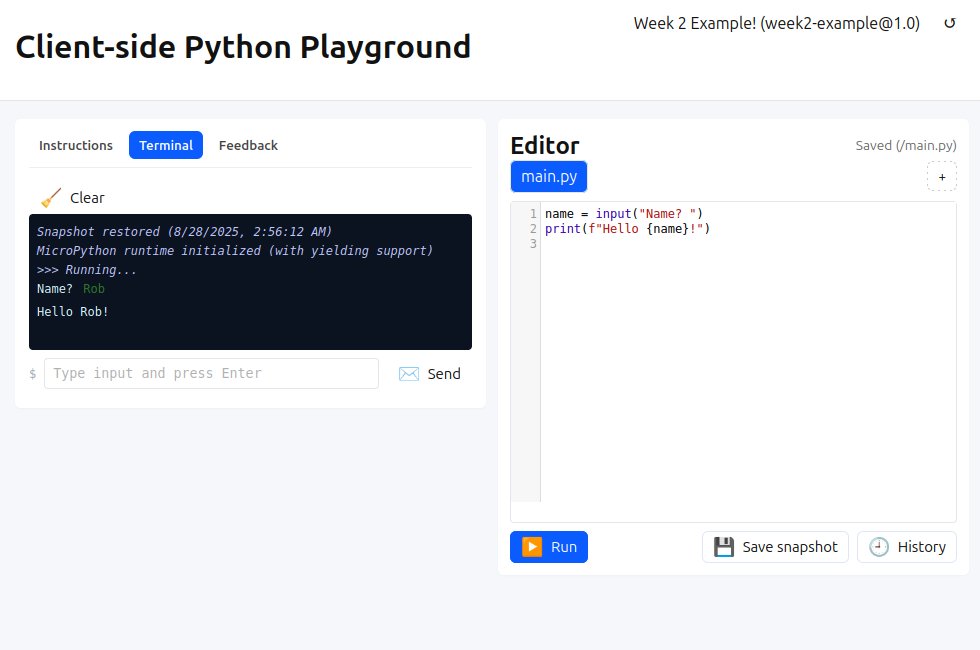 Client-side Python Playground
Week 2 Example! (week2-example@1.0) ↺
Instructions Terminal Feedback
Clear
Snapshot restored (8/28/2025, 2:56:12 AM)
MicroPython runtime initialized (with yielding support)
>>> Running...
Name? Rob
Hello Rob!
$ Type input and press Enter
Send
Editor
Saved (/main.py)
main.py
+
1 name = input("Name? ")
2 print(f"Hello {name}!")
3
Run
Save snapshot
History